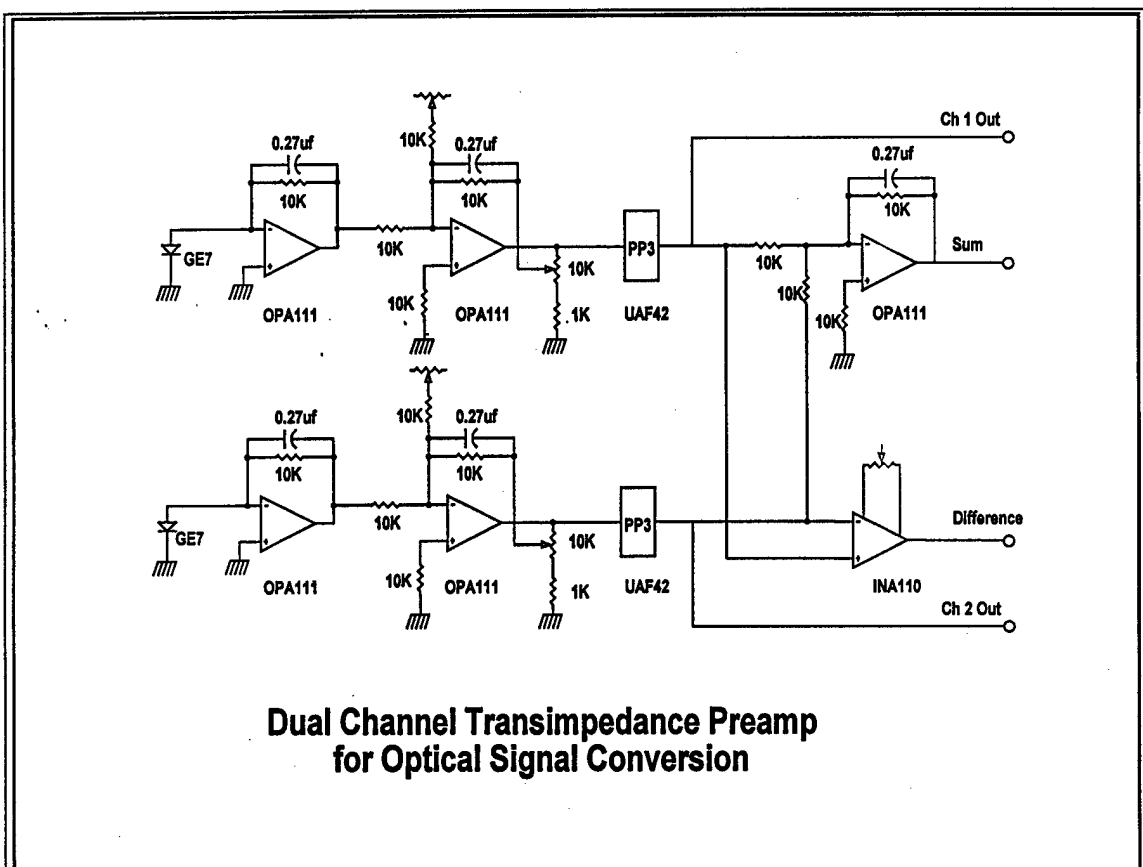 Ch 1 Out
10K
0.27uf
0.27uf
0.27uf
10K
10K
10K
GE7
10K
PP3
10K
Sum
10K
10K
1K
10K
10K
OPA111
OPA111
UAF42
OPA111
10K
0.27uf
0.27uf
10K
10K
GE7
10K
PP3
Difference
10K
10K
1K
OPA111
OPA111
UAF42
INA110
Ch 2 Out
Dual Channel Transimpedance Preamp
for Optical Signal Conversion